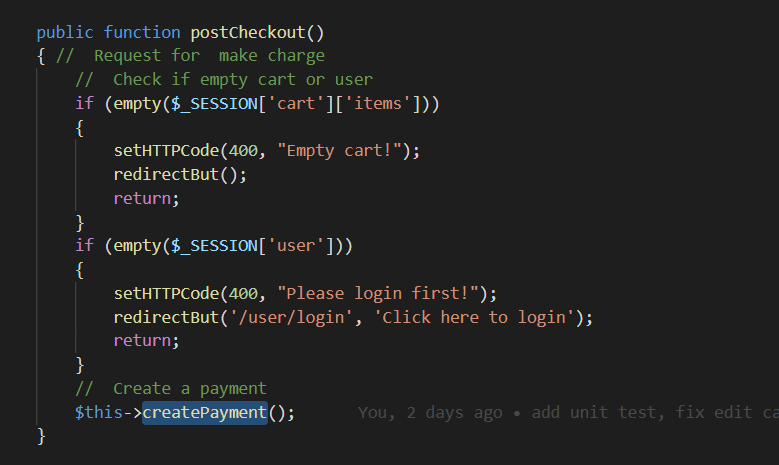 public function postCheckout()
{ //  Request for  make charge
    //  Check if empty cart or user
    if (empty($_SESSION['cart']['items']))
    {
        setHTTPCode(400, "Empty cart!");
        redirectBut();
        return;
    }
    if (empty($_SESSION['user']))
    {
        setHTTPCode(400, "Please login first!");
        redirectBut('/user/login', 'Click here to login');
        return;
    }
    //  Create a payment
    $this->createPayment();      You, 2 days ago • add unit test, fix edit ca
}